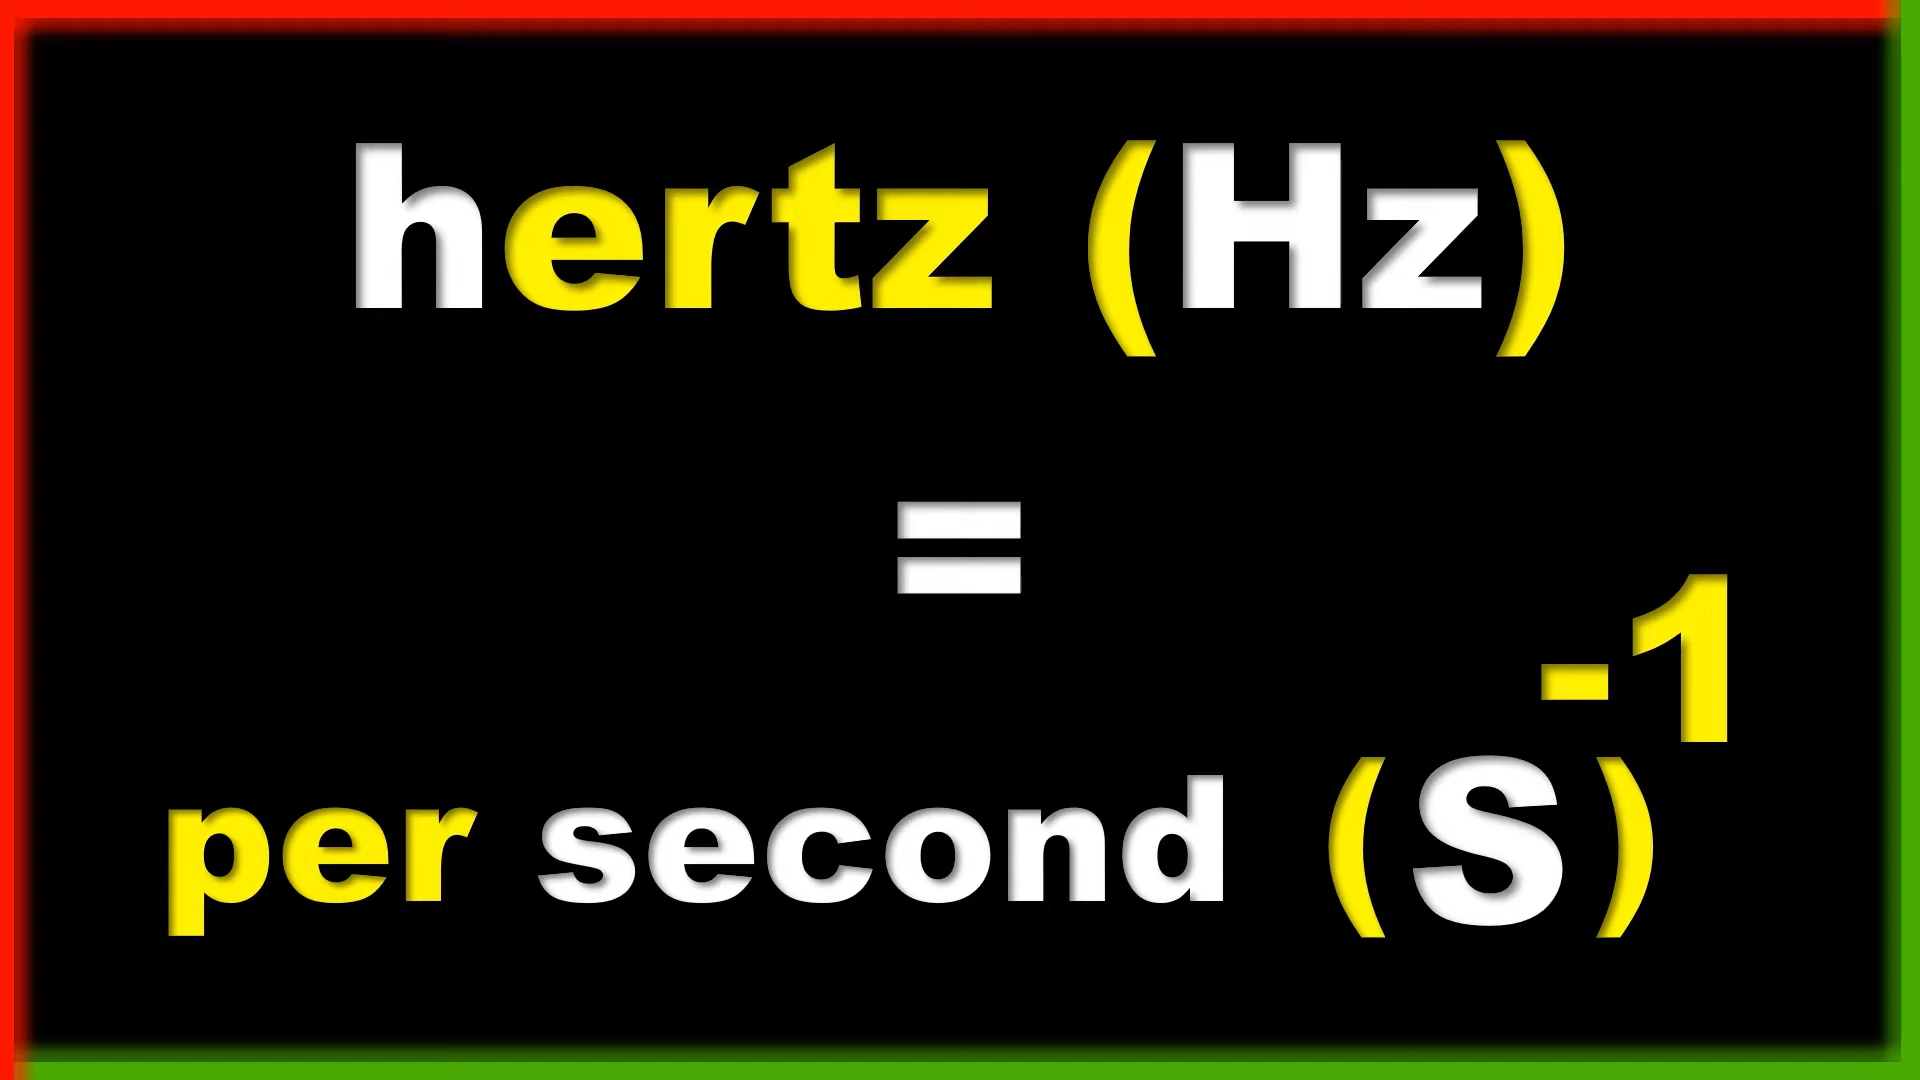 hertz (Hz)
=
per second (S)-1